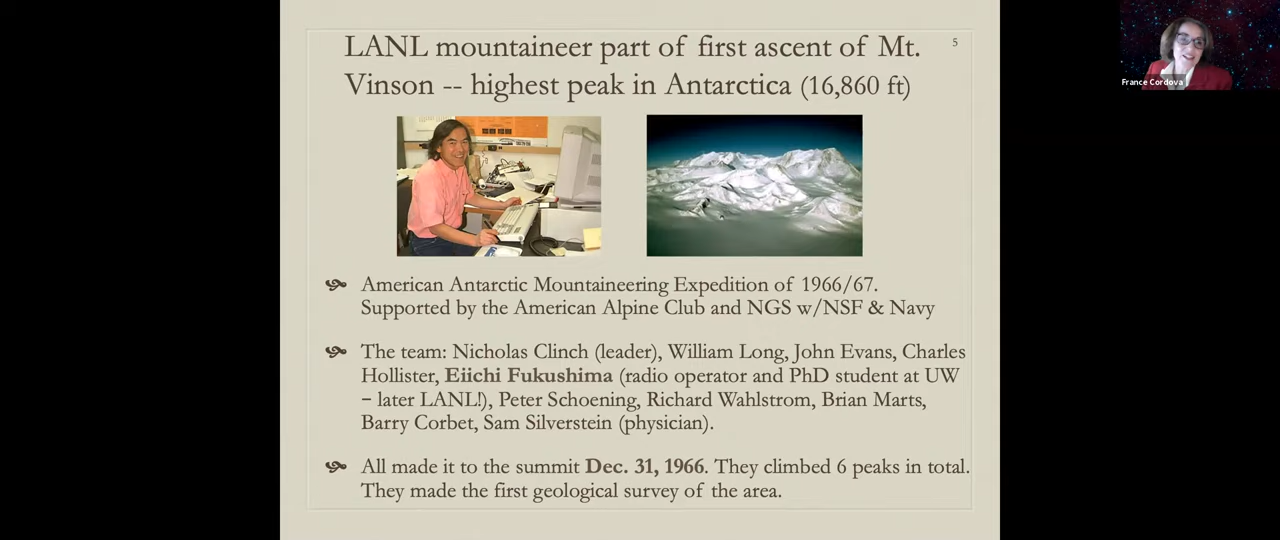 LANL mountaineer part of first ascent of Mt.
Vinson -- highest peak in Antarctica (16,860 ft)
5
France Cordova
American Antarctic Mountaineering Expedition of 1966/67.
Supported by the American Alpine Club and NGS w/NSF & Navy
The team: Nicholas Clinch (leader), William Long, John Evans, Charles
Hollister, Eiichi Fukushima (radio operator and PhD student at UW
– later LANL!), Peter Schoening, Richard Wahlstrom, Brian Marts,
Barry Corbet, Sam Silverstein (physician).
All made it to the summit Dec. 31, 1966. They climbed 6 peaks in total.
They made the first geological survey of the area.